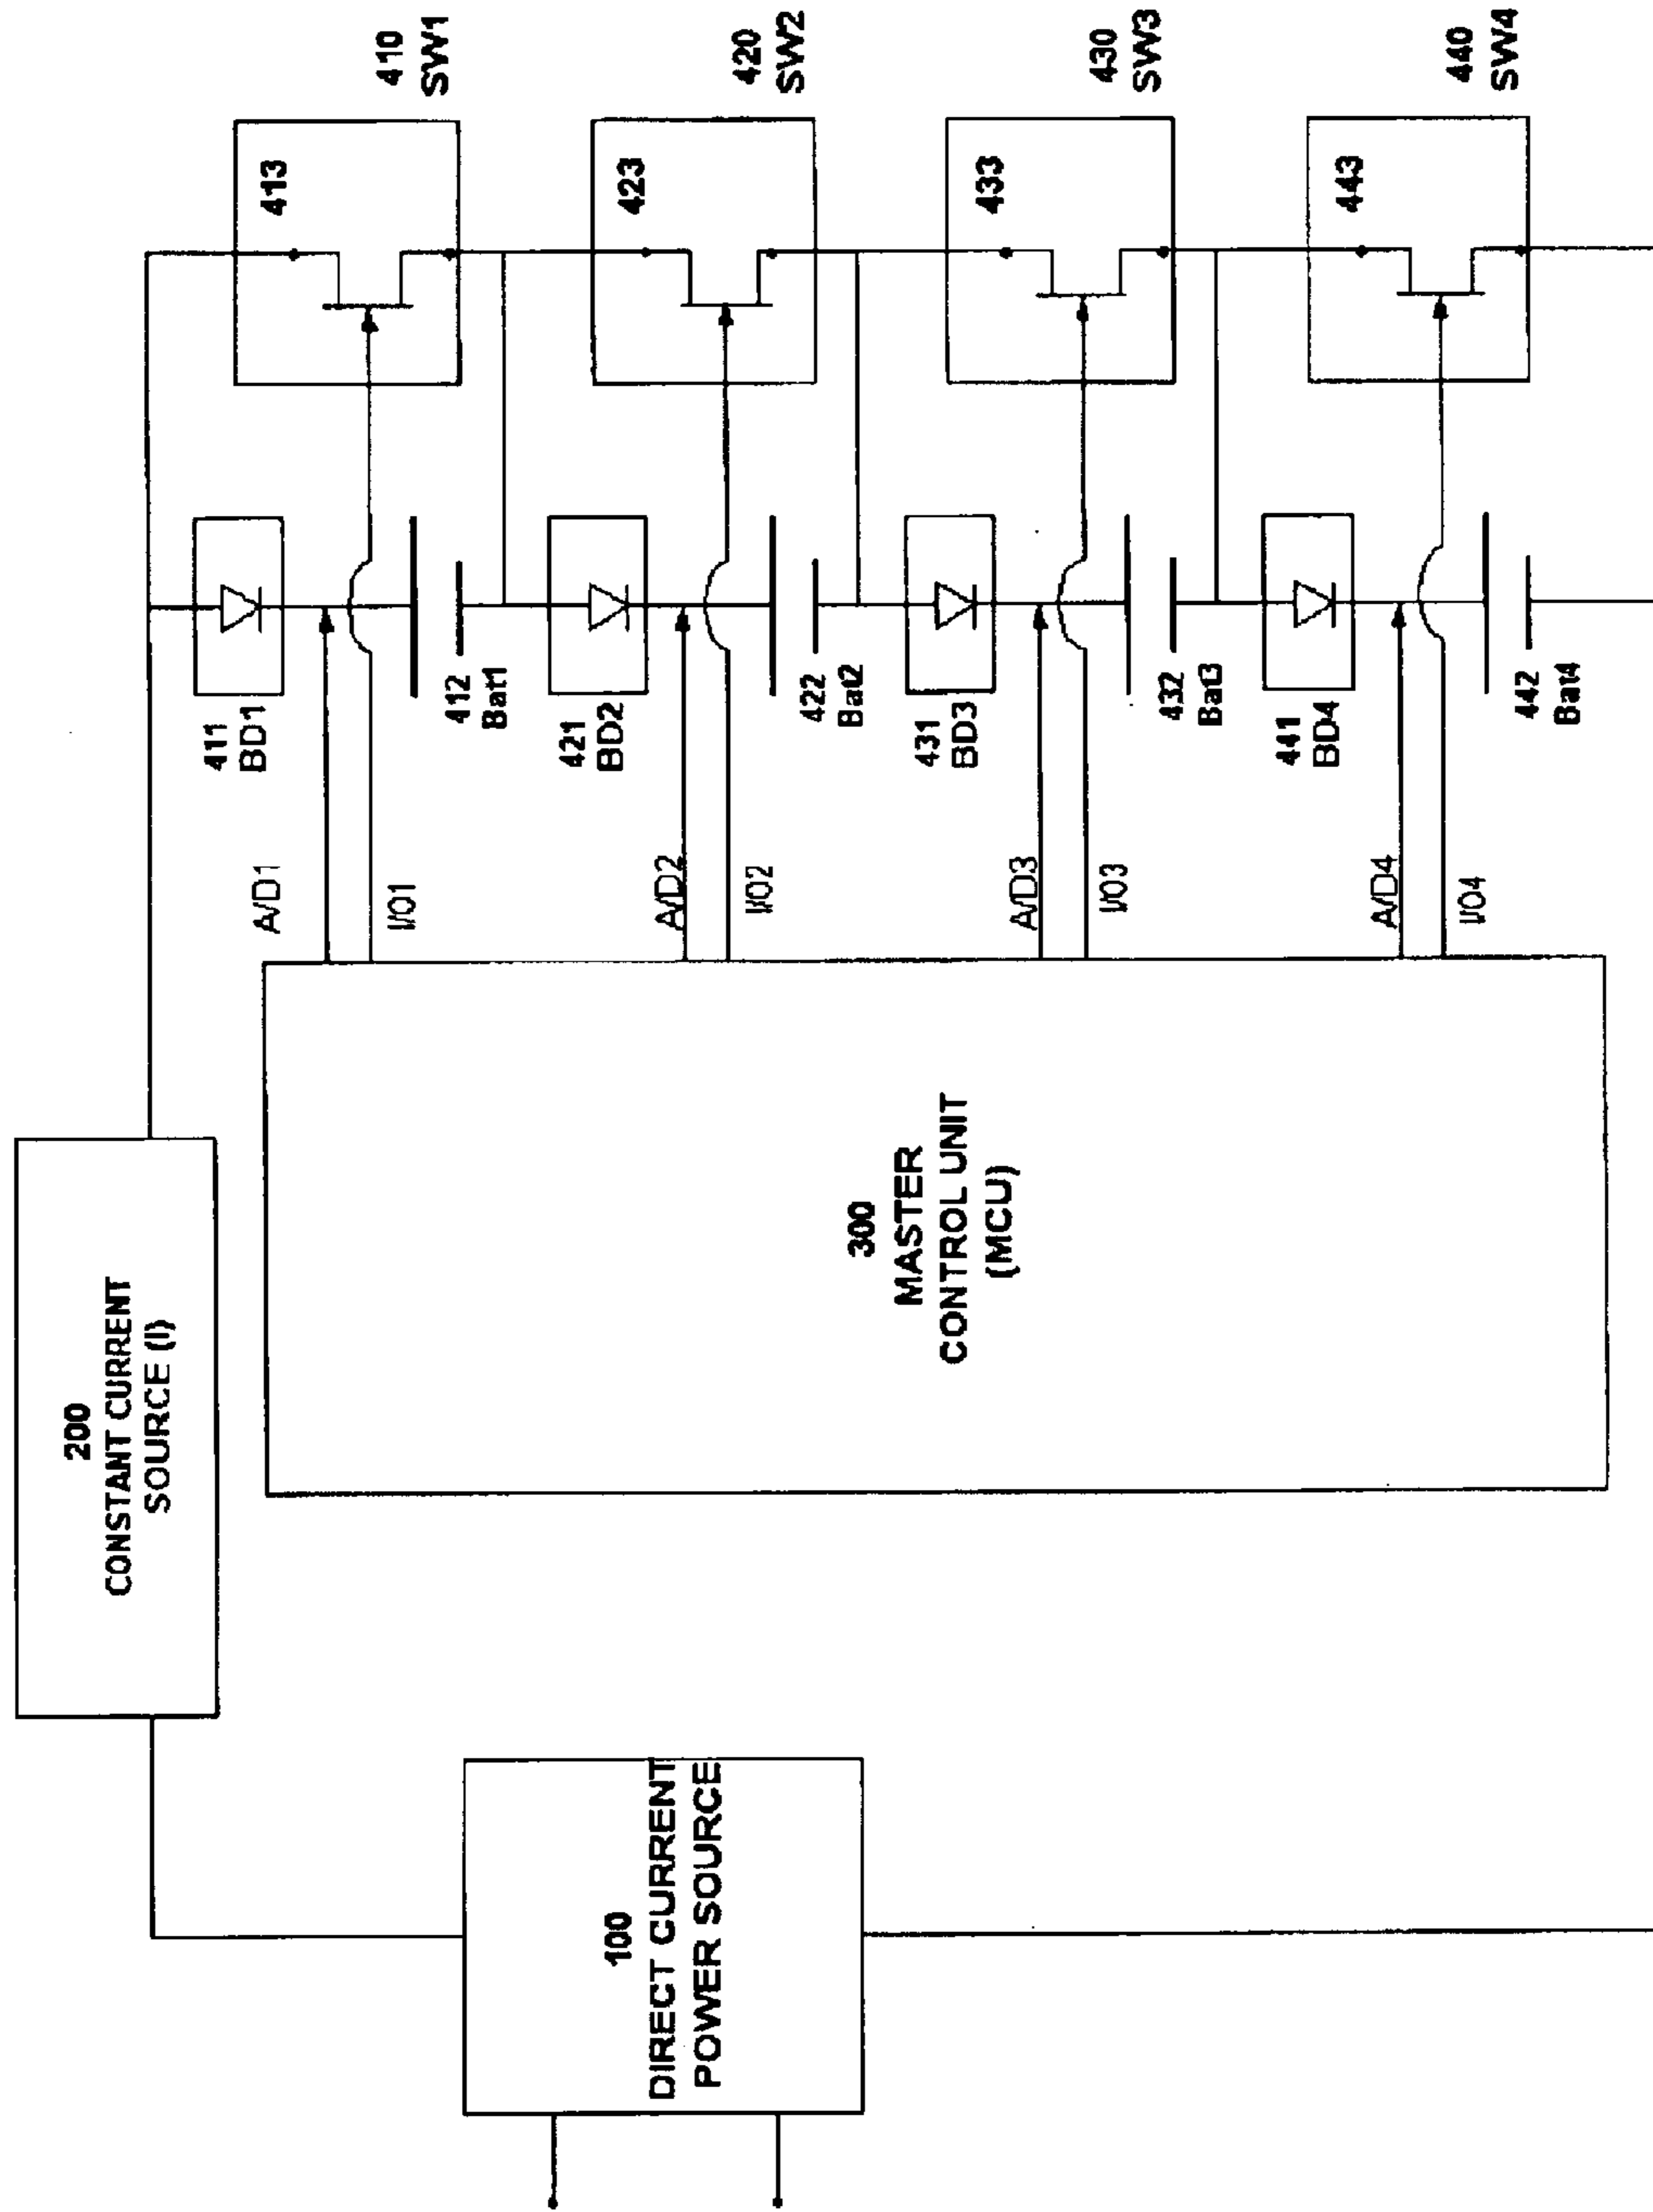 100
DIRECT CURRENT
POWER SOURCE
200
CONSTANT CURRENT
SOURCE (I)
300
MASTER
CONTROL UNIT
(MCU)
A/D1
I/O1
A/D2
I/O2
A/D3
I/O3
A/D4
I/O4
411
BD1
412
Bat1
421
BD2
422
Bat2
431
BD3
432
Bat3
441
BD4
442
Bat4
413
423
433
443
410
SW1
420
SW2
430
SW3
440
SW4